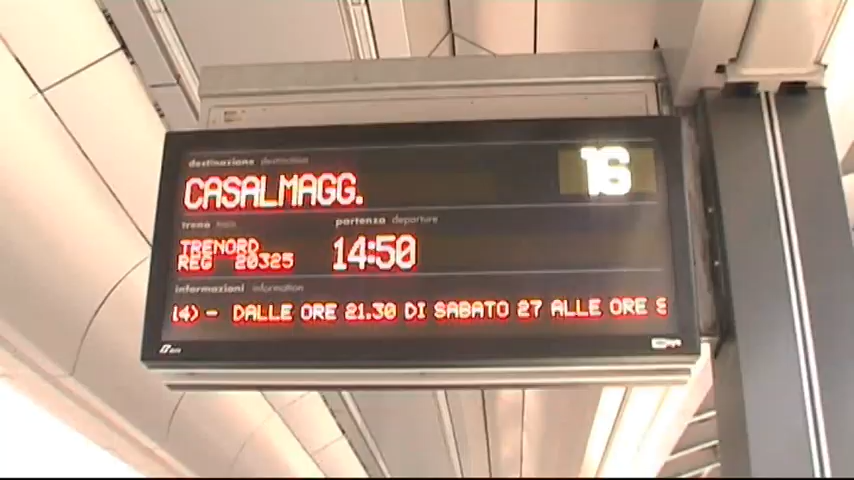 destinazione destination
CASALMAGG.
16
treno train
partenza departure
TRENORD
REG 20325
14:50
informazioni information
(4) - DALLE ORE 21.30 DI SABATO 27 ALLE ORE S